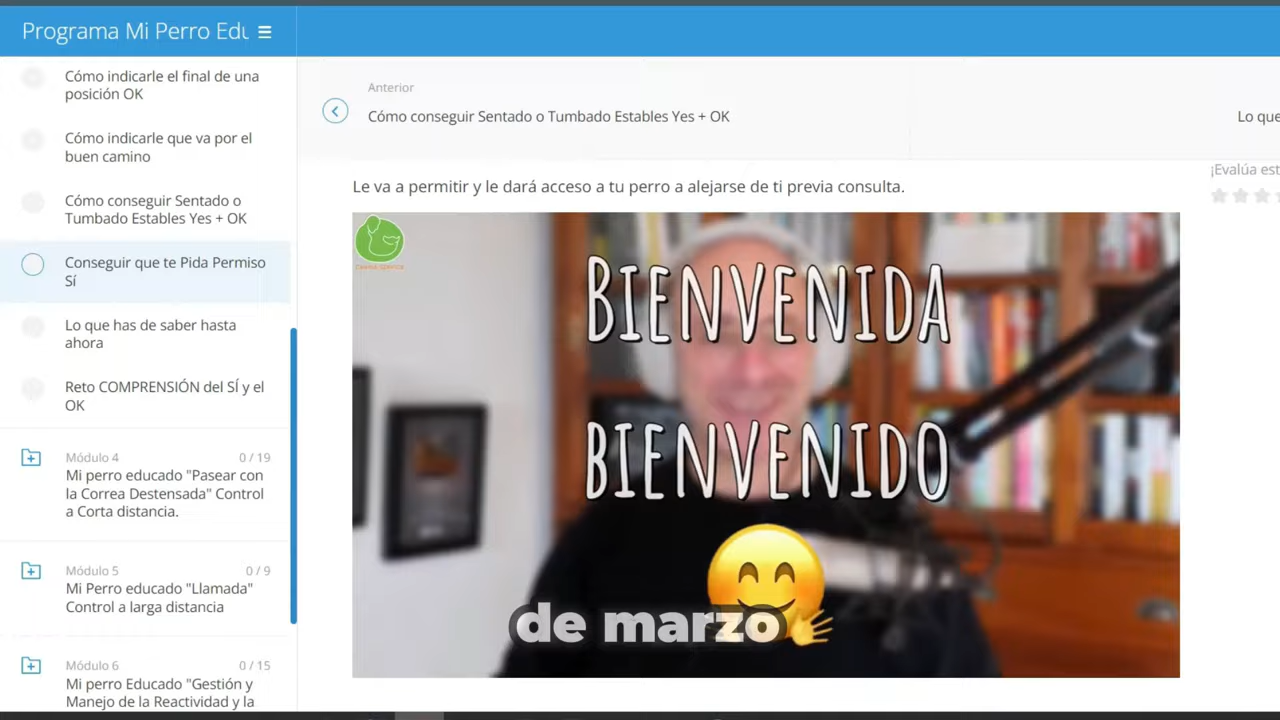 Programa Mi Perro Edu
Cómo indicarle el final de una
posición OK
Cómo indicarle que va por el
buen camino
Cómo conseguir Sentado o
Tumbado Estables Yes + OK
Conseguir que te Pida Permiso
Sí
Lo que has de saber hasta
ahora
Reto COMPRENSIÓN del SÍ y el
OK
Módulo 4 0 / 19
Mi perro educado "Pasear con
la Correa Destensada" Control
a Corta distancia.
Módulo 5 0 / 9
Mi Perro educado "Llamada"
Control a larga distancia
Módulo 6 0 / 15
Mi perro Educado "Gestión y
Manejo de la Reactividad y la
Anterior
Cómo conseguir Sentado o Tumbado Estables Yes + OK
Lo que
¡Evalúa est
Le va a permitir y le dará acceso a tu perro a alejarse de ti previa consulta.
BIENVENIDA
BIENVENIDO
de marzo